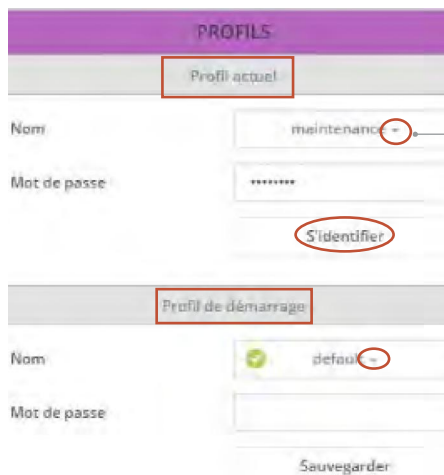 PROFILS
Profil actuel
Nom
maintenance
Mot de passe
••••••••
S'identifier
Profil de démarrage
Nom
default
Mot de passe
Sauvegarder